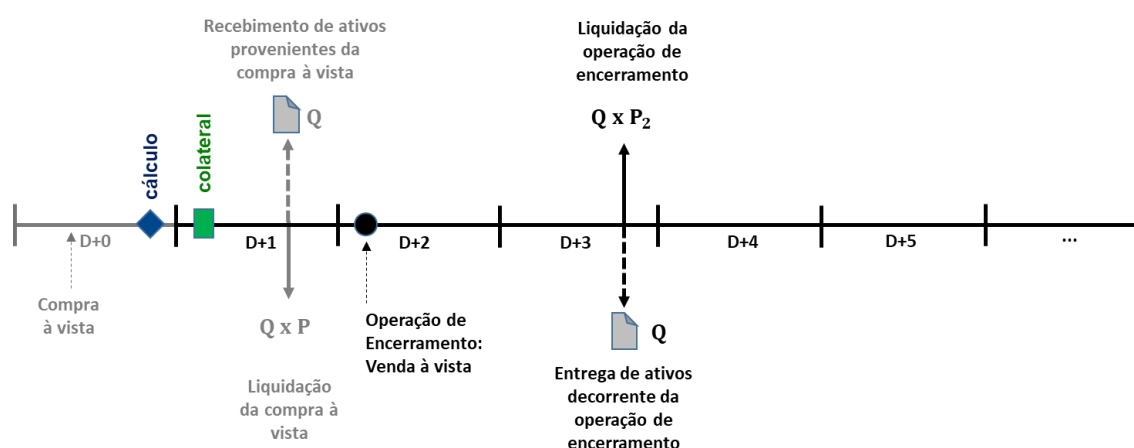 Recebimento de ativos
provenientes da
compra à vista
Q
Liquidação da
operação de
encerramento
Q x P₂
cálculo
colateral
D+0
D+1
D+2
D+3
D+4
D+5
...
Compra
à vista
Q x P
Liquidação
da compra à
vista
Operação de
Encerramento:
Venda à vista
Q
Entrega de ativos
decorrente da
operação de
encerramento